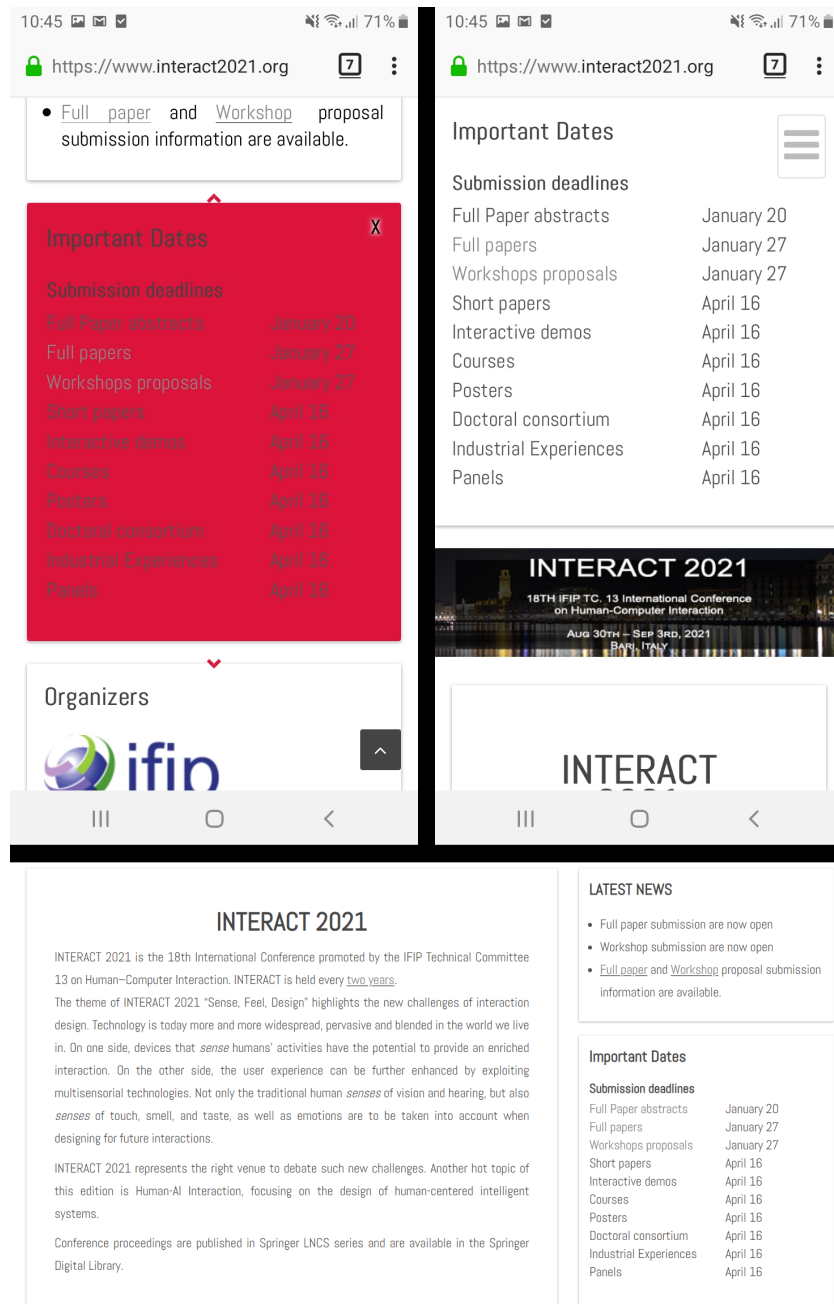 10:45
71%
https://www.interact2021.org
7
Full paper and Workshop proposal
submission information are available.
Important Dates
X
Submission deadlines
Full Paper abstracts January 20
Full papers January 27
Workshops proposals January 27
Short papers April 16
Interactive demos April 16
Courses April 16
Posters April 16
Doctoral consortium April 16
Industrial Experiences April 16
Panels April 16
Organizers
ifip
10:45
71%
https://www.interact2021.org
7
Important Dates
Submission deadlines
Full Paper abstracts January 20
Full papers January 27
Workshops proposals January 27
Short papers April 16
Interactive demos April 16
Courses April 16
Posters April 16
Doctoral consortium April 16
Industrial Experiences April 16
Panels April 16
INTERACT 2021
18TH IFIP TC. 13 International Conference
on Human-Computer Interaction
AUG 30TH – SEP 3RD, 2021
BARI, ITALY
INTERACT
2021
INTERACT 2021
INTERACT 2021 is the 18th International Conference promoted by the IFIP Technical Committee
13 on Human–Computer Interaction. INTERACT is held every two years.
The theme of INTERACT 2021 “Sense, Feel, Design” highlights the new challenges of interaction
design. Technology is today more and more widespread, pervasive and blended in the world we live
in. On one side, devices that sense humans’ activities have the potential to provide an enriched
interaction. On the other side, the user experience can be further enhanced by exploiting
multisensorial technologies. Not only the traditional human senses of vision and hearing, but also
senses of touch, smell, and taste, as well as emotions are to be taken into account when
designing for future interactions.
INTERACT 2021 represents the right venue to debate such new challenges. Another hot topic of
this edition is Human-AI Interaction, focusing on the design of human-centered intelligent
systems.
Conference proceedings are published in Springer LNCS series and are available in the Springer
Digital Library.
LATEST NEWS
Full paper submission are now open
Workshop submission are now open
Full paper and Workshop proposal submission
information are available.
Important Dates
Submission deadlines
Full Paper abstracts January 20
Full papers January 27
Workshops proposals January 27
Short papers April 16
Interactive demos April 16
Courses April 16
Posters April 16
Doctoral consortium April 16
Industrial Experiences April 16
Panels April 16